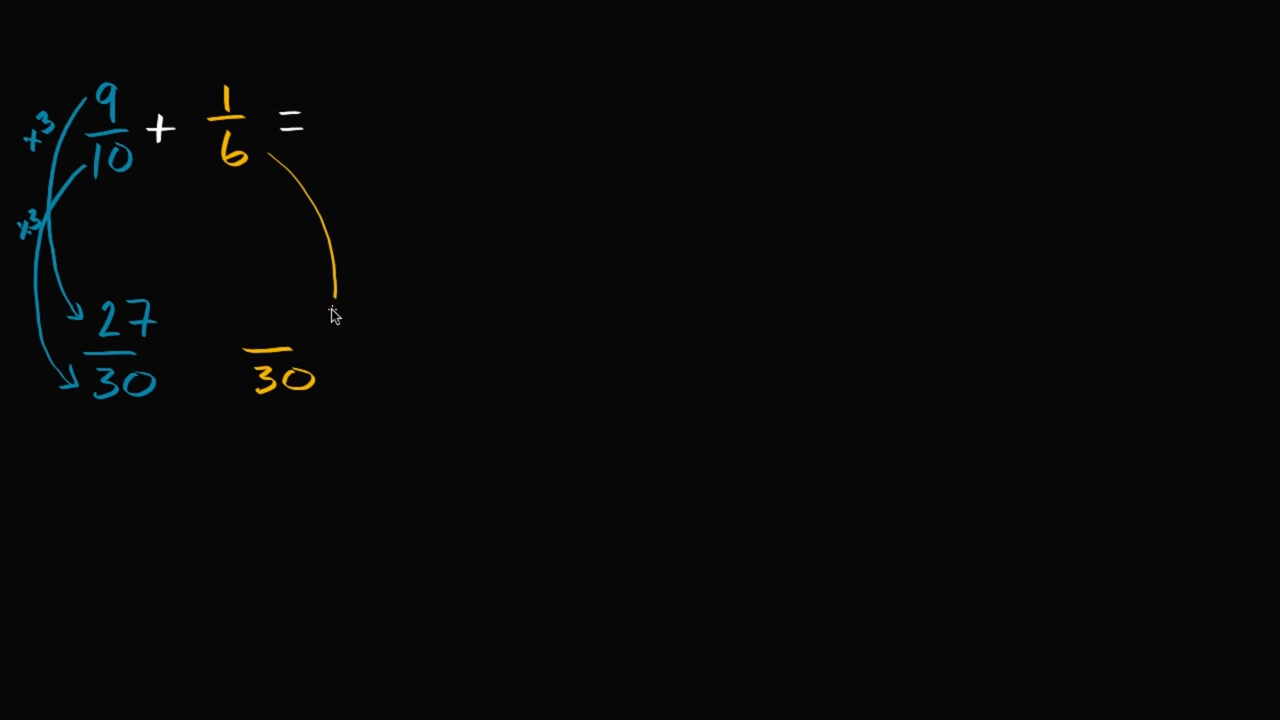 ×3 9/10 + 1/6 =
×3
27/30 /30